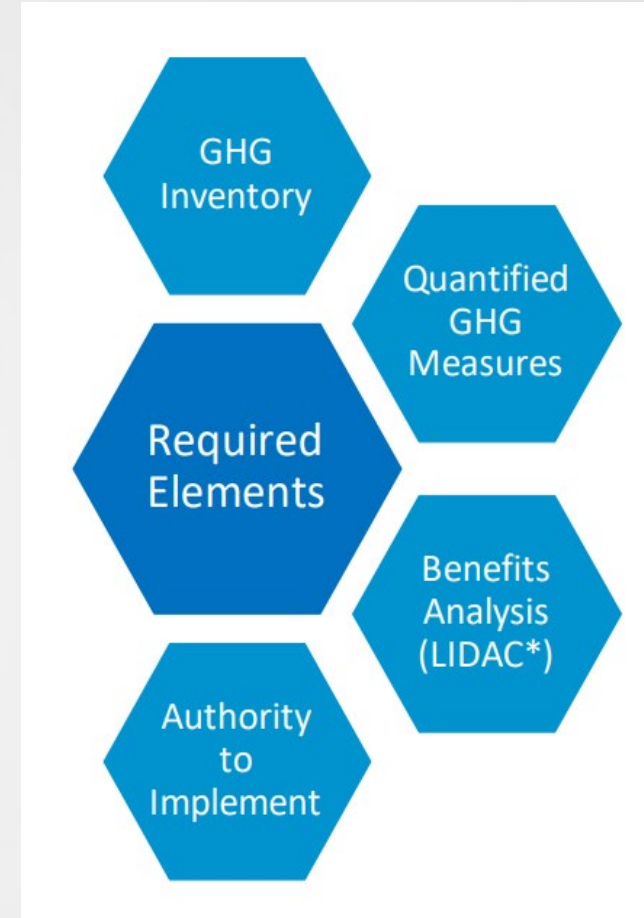 GHG
Inventory
Quantified
GHG
Measures
Required
Elements
Benefits
Analysis
(LIDAC*)
Authority
to
Implement